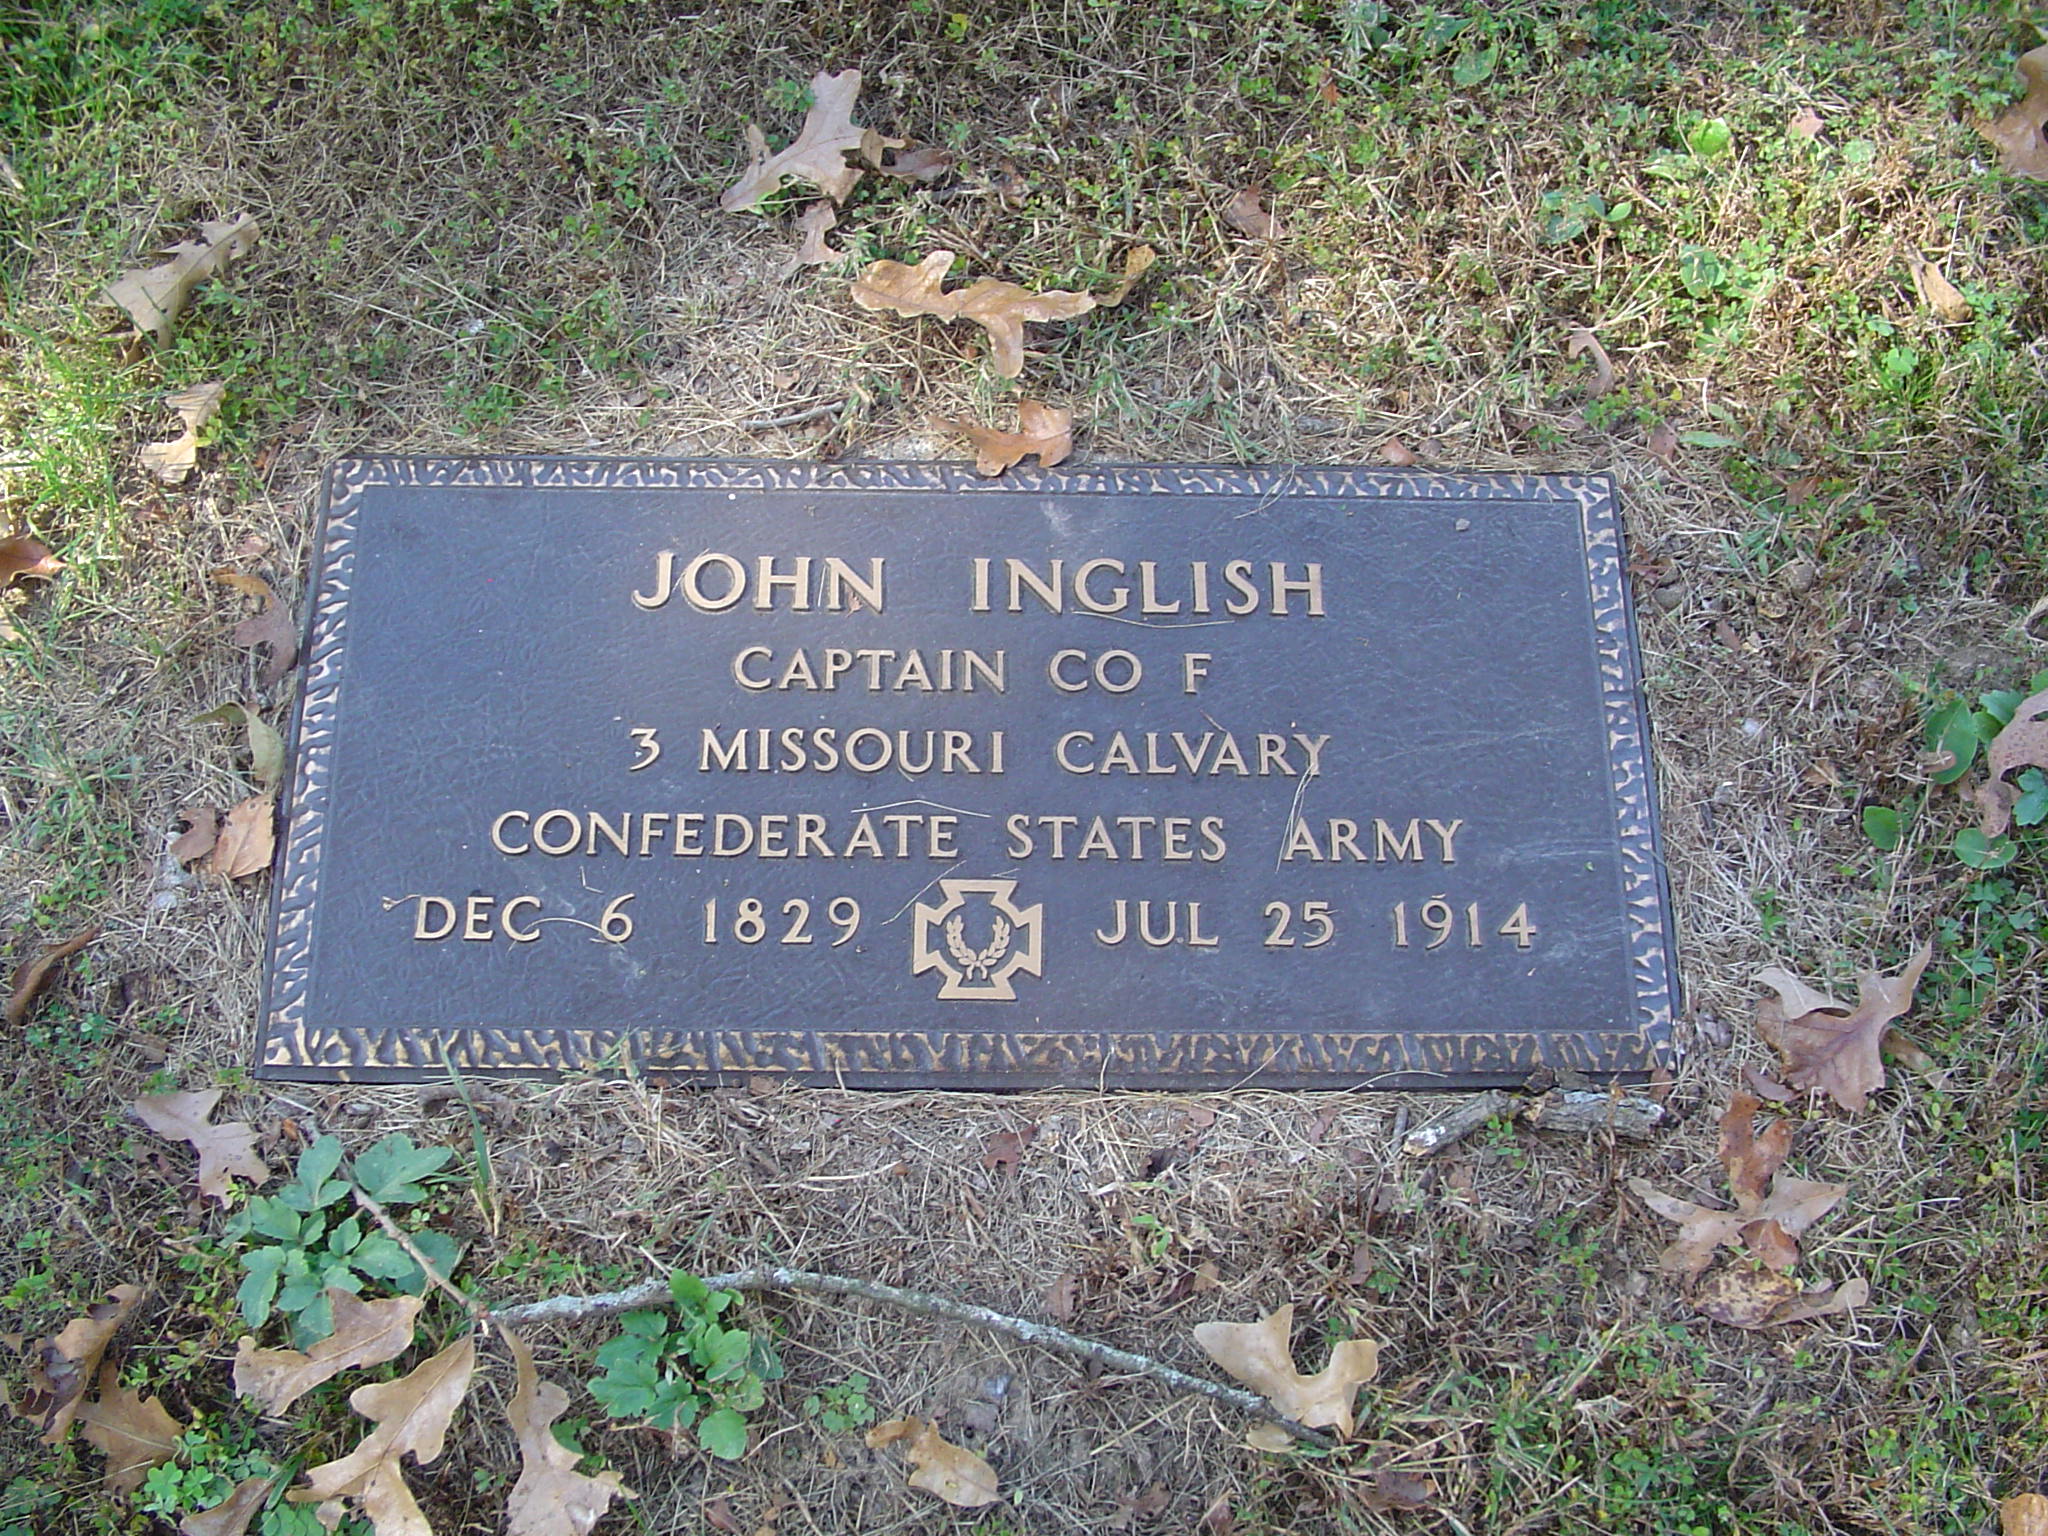 JOHN INGLISH
CAPTAIN CO F
3 MISSOURI CALVARY
CONFEDERATE STATES ARMY
DEC 6 1829 JUL 25 1914